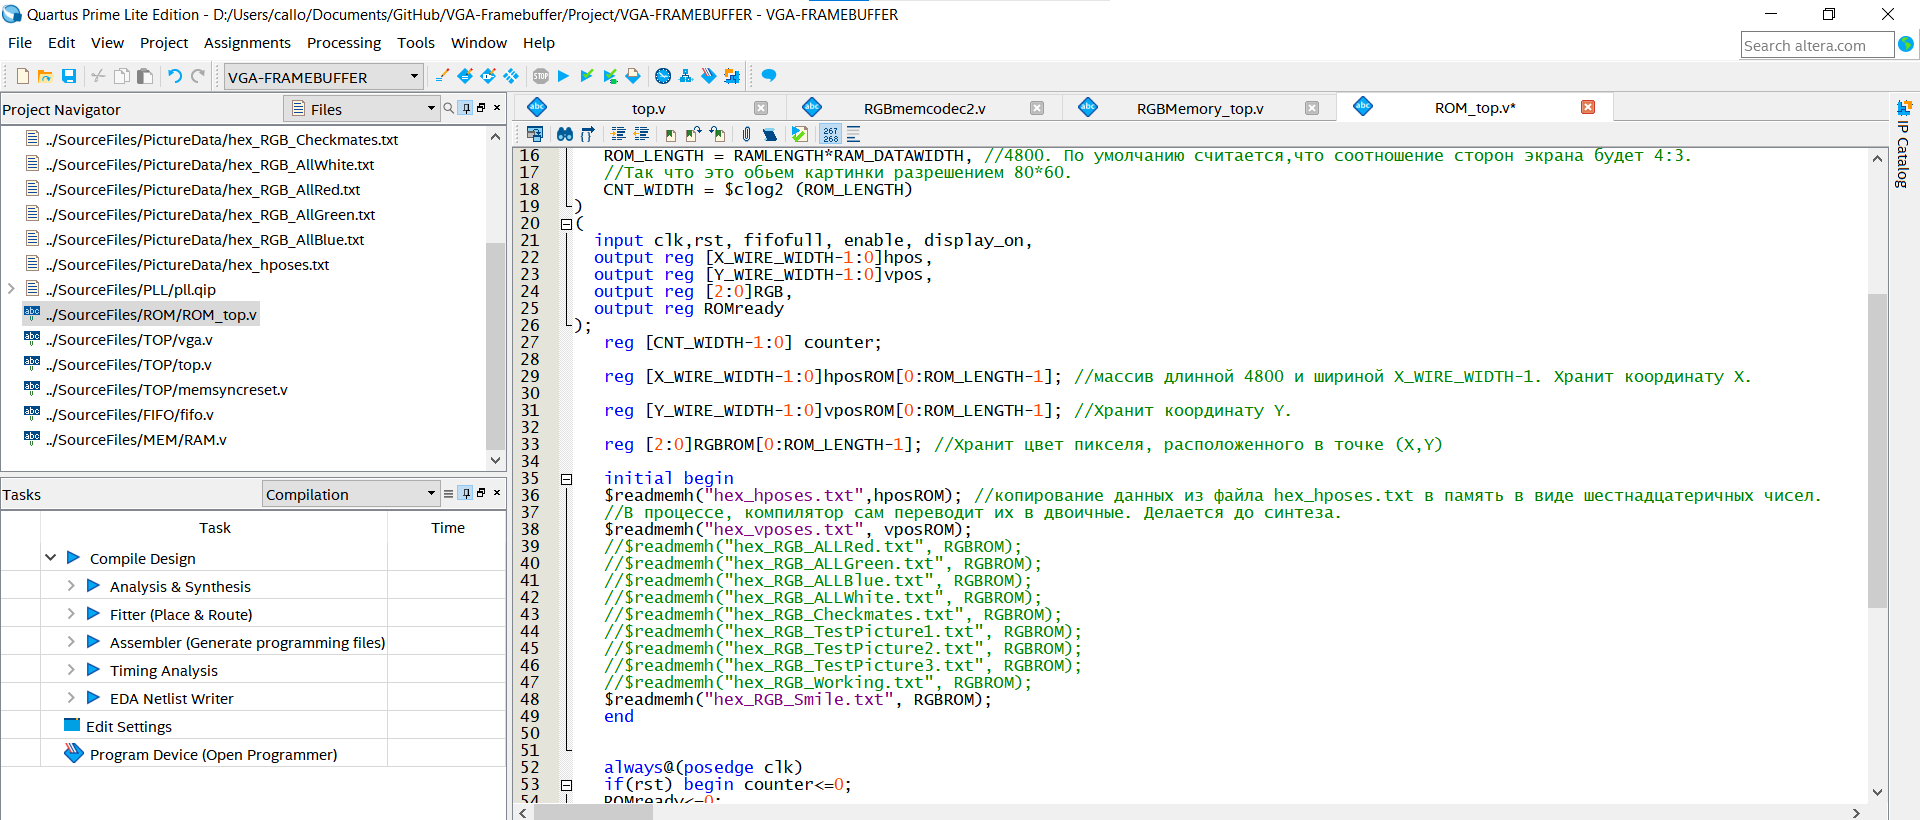 Quartus Prime Lite Edition - D:/Users/callo/Documents/GitHub/VGA-Framebuffer/Project/VGA-FRAMEBUFFER - VGA-FRAMEBUFFER
File Edit View Project Assignments Processing Tools Window Help
Search altera.com
VGA-FRAMEBUFFER
Project Navigator
Files
../SourceFiles/PictureData/hex_RGB_Checkmates.txt
../SourceFiles/PictureData/hex_RGB_AllWhite.txt
../SourceFiles/PictureData/hex_RGB_AllRed.txt
../SourceFiles/PictureData/hex_RGB_AllGreen.txt
../SourceFiles/PictureData/hex_RGB_AllBlue.txt
../SourceFiles/PictureData/hex_hposes.txt
../SourceFiles/PLL/pll.qip
../SourceFiles/ROM/ROM_top.v
../SourceFiles/TOP/vga.v
../SourceFiles/TOP/top.v
../SourceFiles/TOP/memsyncreset.v
../SourceFiles/FIFO/fifo.v
../SourceFiles/MEM/RAM.v
Tasks
Compilation
Task Time
Compile Design
Analysis & Synthesis
Fitter (Place & Route)
Assembler (Generate programming files)
Timing Analysis
EDA Netlist Writer
Edit Settings
Program Device (Open Programmer)
top.v
RGBmemcodec2.v
RGBMemory_top.v
ROM_top.v*
267
268
16 ROM_LENGTH = RAMLENGTH*RAM_DATAWIDTH, //4800. По умолчанию считается,что соотношение сторон экрана будет 4:3.
17 //Так что это обьем картинки разрешением 80*60.
18 CNT_WIDTH = $clog2 (ROM_LENGTH)
19 )
20 (
21 input clk,rst, fifofull, enable, display_on,
22 output reg [X_WIRE_WIDTH-1:0]hpos,
23 output reg [Y_WIRE_WIDTH-1:0]vpos,
24 output reg [2:0]RGB,
25 output reg ROMready
26 );
27 reg [CNT_WIDTH-1:0] counter;
28
29 reg [X_WIRE_WIDTH-1:0]hposROM[0:ROM_LENGTH-1]; //массив длинной 4800 и шириной X_WIRE_WIDTH-1. Хранит координату X.
30
31 reg [Y_WIRE_WIDTH-1:0]vposROM[0:ROM_LENGTH-1]; //Хранит координату Y.
32
33 reg [2:0]RGBROM[0:ROM_LENGTH-1]; //Хранит цвет пикселя, расположенного в точке (X,Y)
34
35 initial begin
36 $readmemh("hex_hposes.txt",hposROM); //копирование данных из файла hex_hposes.txt в память в виде шестнадцатеричных чисел.
37 //В процессе, компилятор сам переводит их в двоичные. Делается до синтеза.
38 $readmemh("hex_vposes.txt", vposROM);
39 //$readmemh("hex_RGB_ALLRed.txt", RGBROM);
40 //$readmemh("hex_RGB_ALLGreen.txt", RGBROM);
41 //$readmemh("hex_RGB_ALLBlue.txt", RGBROM);
42 //$readmemh("hex_RGB_ALLWhite.txt", RGBROM);
43 //$readmemh("hex_RGB_Checkmates.txt", RGBROM);
44 //$readmemh("hex_RGB_TestPicture1.txt", RGBROM);
45 //$readmemh("hex_RGB_TestPicture2.txt", RGBROM);
46 //$readmemh("hex_RGB_TestPicture3.txt", RGBROM);
47 //$readmemh("hex_RGB_Working.txt", RGBROM);
48 $readmemh("hex_RGB_Smile.txt", RGBROM);
49 end
50
51
52 always@(posedge clk)
53 if(rst) begin counter<=0;
54 ROMready<=0;
IP Catalog